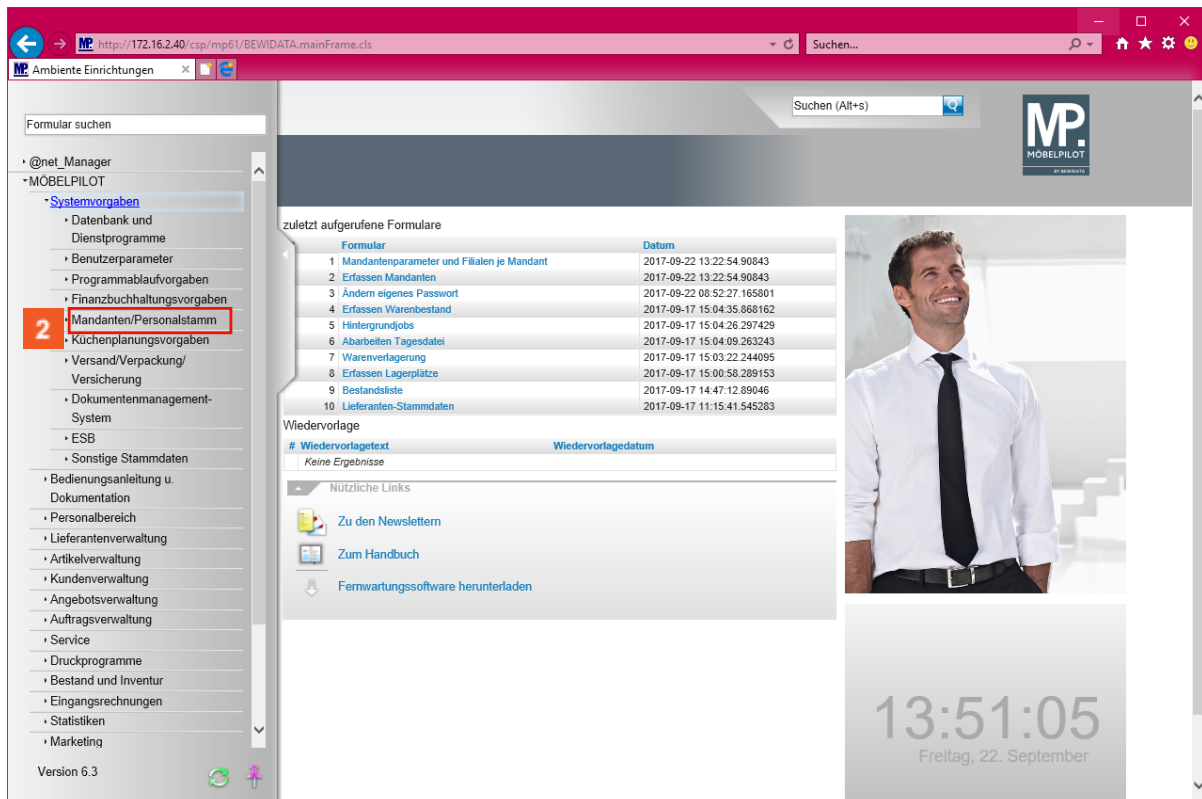 http://172.16.2.40/csp/mp61/BEWIDATA.mainFrame.cls
Suchen...
MP. Ambiente Einrichtungen
Formular suchen
Suchen (Alt+s)
MP.
MÖBELPILOT
BY BEWIDATA
@net_Manager
MÖBELPILOT
Systemvorgaben
Datenbank und
Dienstprogramme
Benutzerparameter
Programmablaufvorgaben
Finanzbuchhaltungsvorgaben
2
Mandanten/Personalstamm
Küchenplanungsvorgaben
Versand/Verpackung/
Versicherung
Dokumentenmanagement-
System
ESB
Sonstige Stammdaten
Bedienungsanleitung u.
Dokumentation
Personalbereich
Lieferantenverwaltung
Artikelverwaltung
Kundenverwaltung
Angebotsverwaltung
Auftragsverwaltung
Service
Druckprogramme
Bestand und Inventur
Eingangsrechnungen
Statistiken
Marketing
Version 6.3
zuletzt aufgerufene Formulare
Formular Datum
1 Mandantenparameter und Filialen je Mandant 2017-09-22 13:22:54.90843
2 Erfassen Mandanten 2017-09-22 13:22:54.90843
3 Ändern eigenes Passwort 2017-09-22 08:52:27.165801
4 Erfassen Warenbestand 2017-09-17 15:04:35.868162
5 Hintergrundjobs 2017-09-17 15:04:26.297429
6 Abarbeiten Tagesdatei 2017-09-17 15:04:09.263243
7 Warenverlagerung 2017-09-17 15:03:22.244095
8 Erfassen Lagerplätze 2017-09-17 15:00:58.289153
9 Bestandsliste 2017-09-17 14:47:12.89046
10 Lieferanten-Stammdaten 2017-09-17 11:15:41.545283
Wiedervorlage
# Wiedervorlagetext Wiedervorlagedatum
Keine Ergebnisse
Nützliche Links
Zu den Newslettern
Zum Handbuch
Fernwartungssoftware herunterladen
13:51:05
Freitag, 22. September